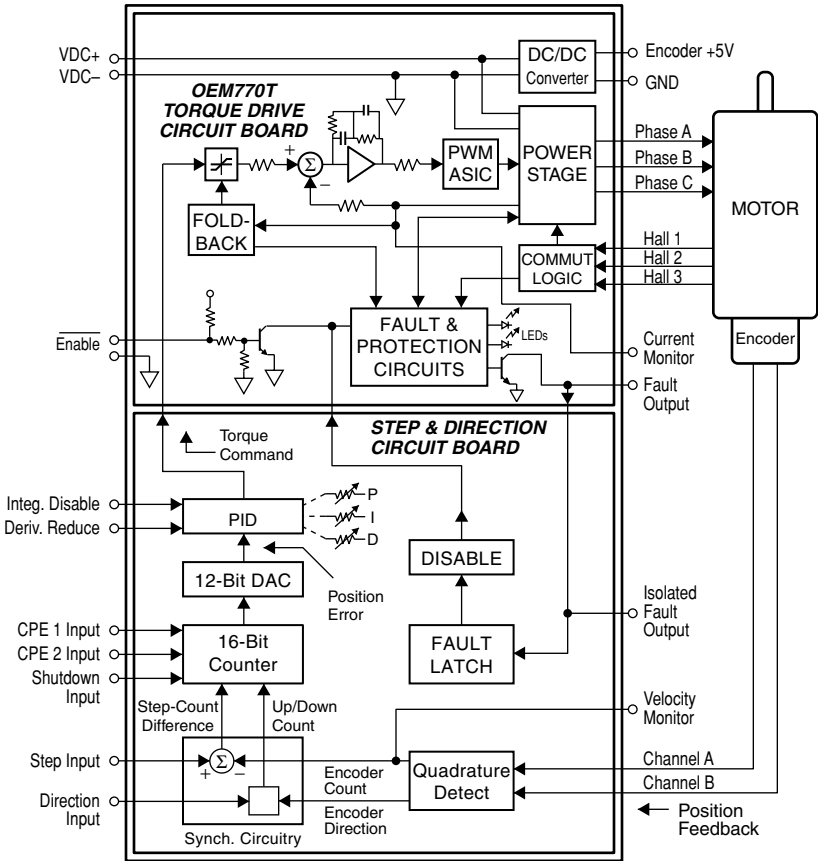 VDC+
VDC–
OEM770T
TORQUE DRIVE
CIRCUIT BOARD
DC/DC
Converter
Encoder +5V
GND
+
Σ
–
PWM
ASIC
POWER
STAGE
Phase A
Phase B
Phase C
MOTOR
FOLD-
BACK
COMMUT
LOGIC
Hall 1
Hall 2
Hall 3
Enable
FAULT &
PROTECTION
CIRCUITS
LEDs
Encoder
Current
Monitor
Fault
Output
STEP & DIRECTION
CIRCUIT BOARD
Torque
Command
Integ. Disable
Deriv. Reduce
PID
P
I
D
12-Bit DAC
Position
Error
DISABLE
CPE 1 Input
CPE 2 Input
Shutdown
Input
16-Bit
Counter
FAULT
LATCH
Isolated
Fault
Output
Step-Count
Difference
Up/Down
Count
Velocity
Monitor
Step Input
+
Σ
–
Encoder
Count
Quadrature
Detect
Channel A
Channel B
Direction
Input
Encoder
Direction
Synch. Circuitry
Position
Feedback